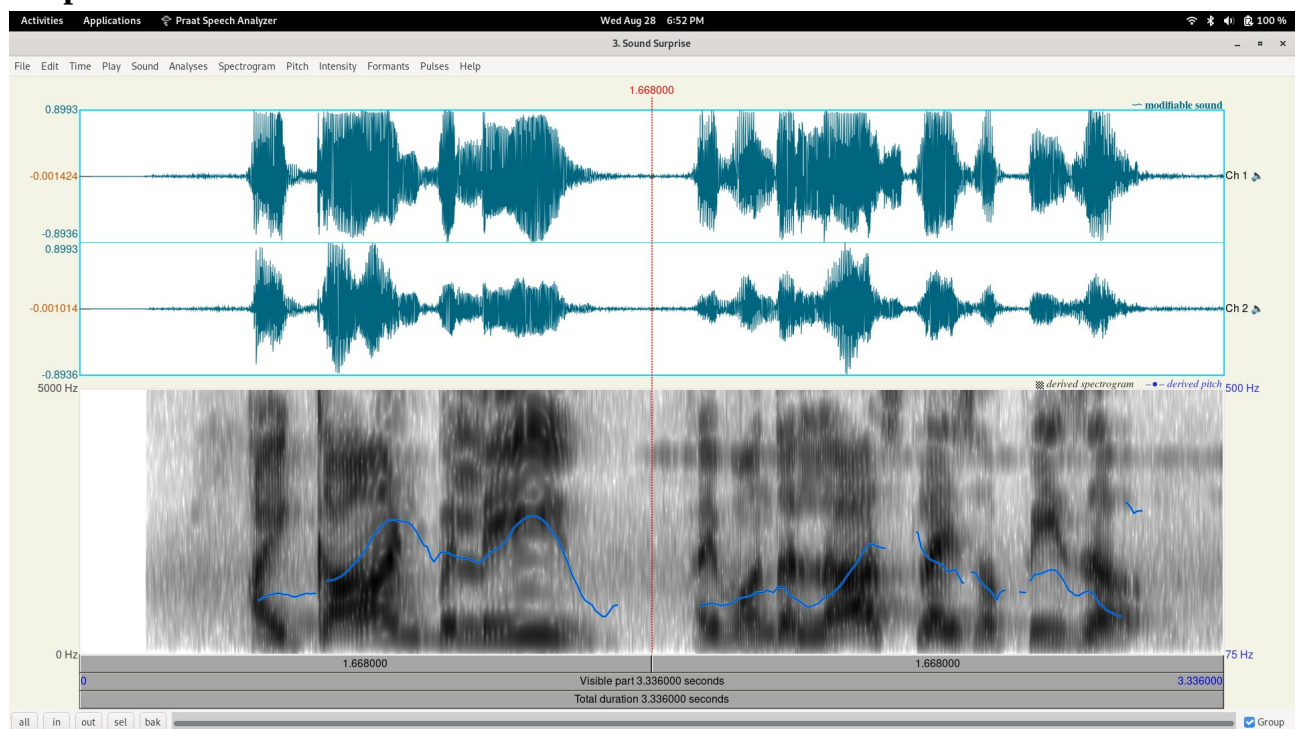 Activities Applications Praat Speech Analyzer Wed Aug 28 6:52 PM 100 %
3. Sound Surprise
File Edit Time Play Sound Analyses Spectrogram Pitch Intensity Formants Pulses Help
1.668000
modifiable sound
0.8993
-0.001424 Ch 1
-0.8936
0.8993
-0.001014 Ch 2
-0.8936
derived spectrogram derived pitch
5000 Hz 500 Hz
0 Hz 75 Hz
1.668000 1.668000
0 Visible part 3.336000 seconds 3.336000
Total duration 3.336000 seconds
all in out sel bak Group